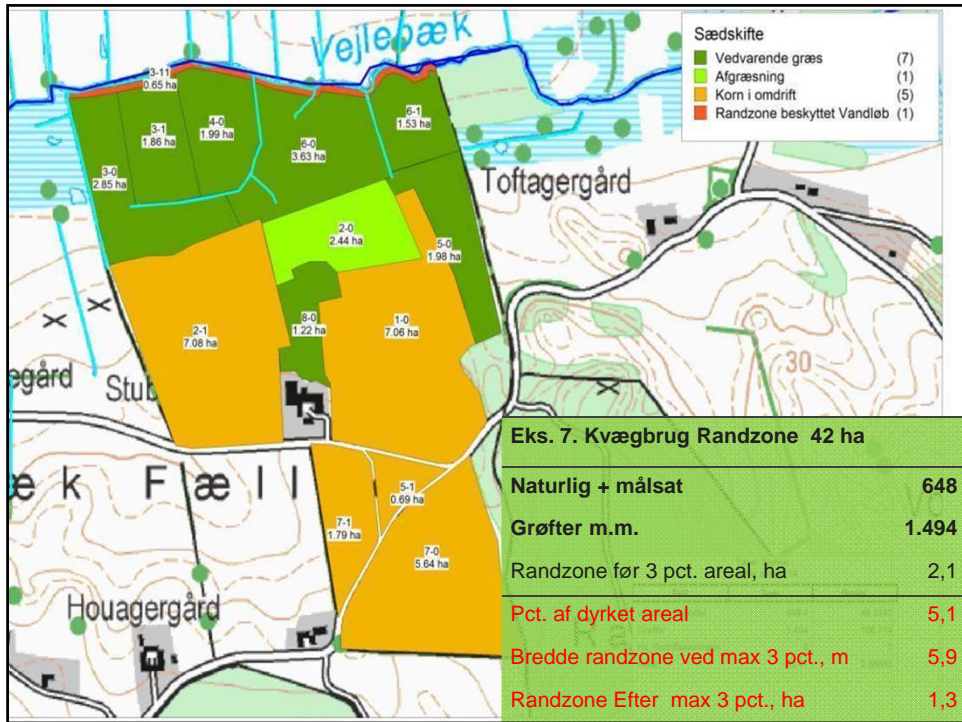 Vejlebæk
Sædskifte
Vedvarende græs (7)
Afgræsning (1)
Korn i omdrift (5)
Randzone beskyttet Vandløb (1)
3-11
0.65 ha
3-1
1.86 ha
4-0
1.99 ha
6-0
3.63 ha
6-1
1.53 ha
3-0
2.85 ha
Toftagergård
2-0
2.44 ha
5-0
1.98 ha
8-0
1.22 ha
1-0
7.06 ha
2-1
7.08 ha
30
egård
Stub
æk Fæll
5-1
0.69 ha
7-1
1.79 ha
7-0
5.64 ha
Houagergård
Eks. 7. Kvægbrug Randzone 42 ha
Naturlig + målsat 648
Grøfter m.m. 1.494
Randzone før 3 pct. areal, ha 2,1
Pct. af dyrket areal 5,1
Bredde randzone ved max 3 pct., m 5,9
Randzone Efter max 3 pct., ha 1,3